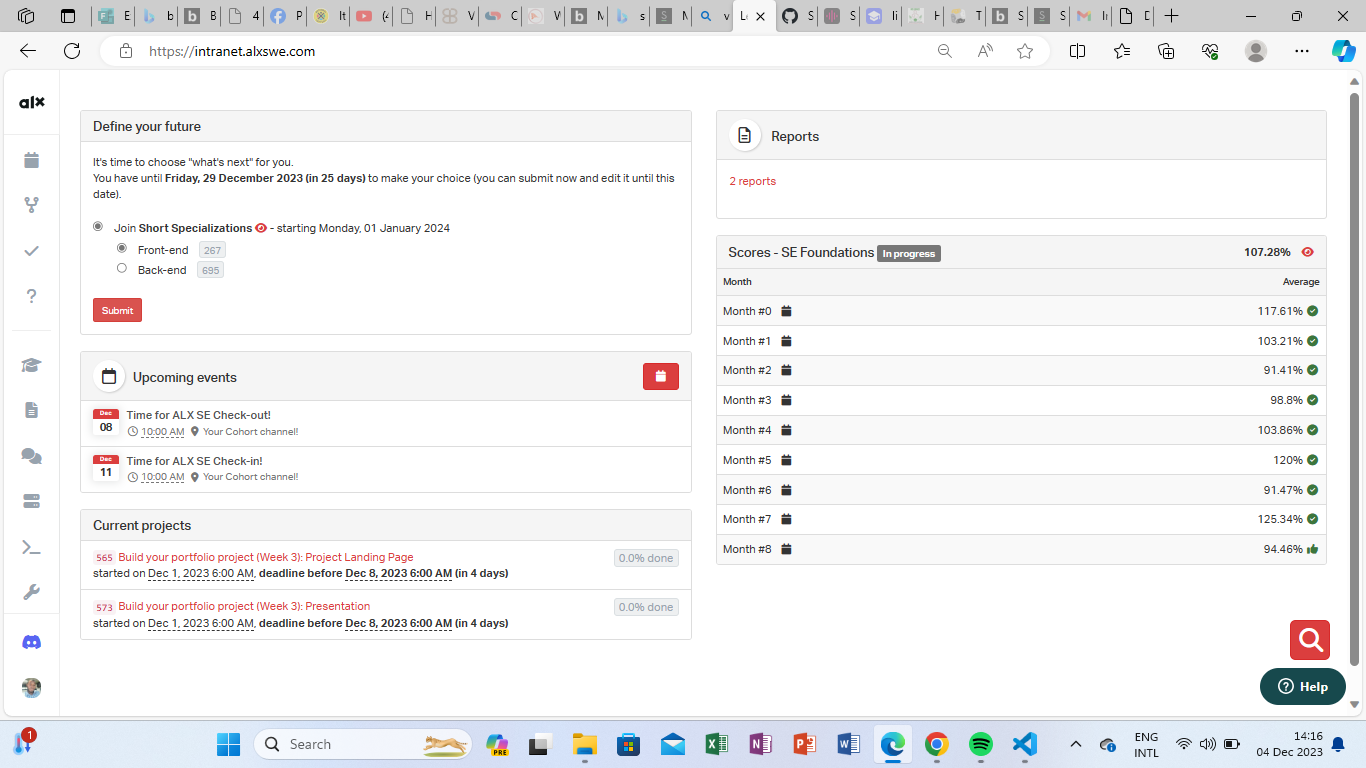 https://intranet.alxswe.com
alx
Define your future
It's time to choose "what's next" for you.
You have until Friday, 29 December 2023 (in 25 days) to make your choice (you can submit now and edit it until this
date).
Join Short Specializations - starting Monday, 01 January 2024
Front-end 267
Back-end 695
Submit
Upcoming events
Dec
08
Time for ALX SE Check-out!
10:00 AM Your Cohort channel!
Dec
11
Time for ALX SE Check-in!
10:00 AM Your Cohort channel!
Current projects
565 Build your portfolio project (Week 3): Project Landing Page
0.0% done
started on Dec 1, 2023 6:00 AM, deadline before Dec 8, 2023 6:00 AM (in 4 days)
573 Build your portfolio project (Week 3): Presentation
0.0% done
started on Dec 1, 2023 6:00 AM, deadline before Dec 8, 2023 6:00 AM (in 4 days)
Reports
2 reports
Scores - SE Foundations In progress 107.28%
Month Average
Month #0 117.61%
Month #1 103.21%
Month #2 91.41%
Month #3 98.8%
Month #4 103.86%
Month #5 120%
Month #6 91.47%
Month #7 125.34%
Month #8 94.46%
Help
1
Search
PRE
ENG
INTL
14:16
04 Dec 2023